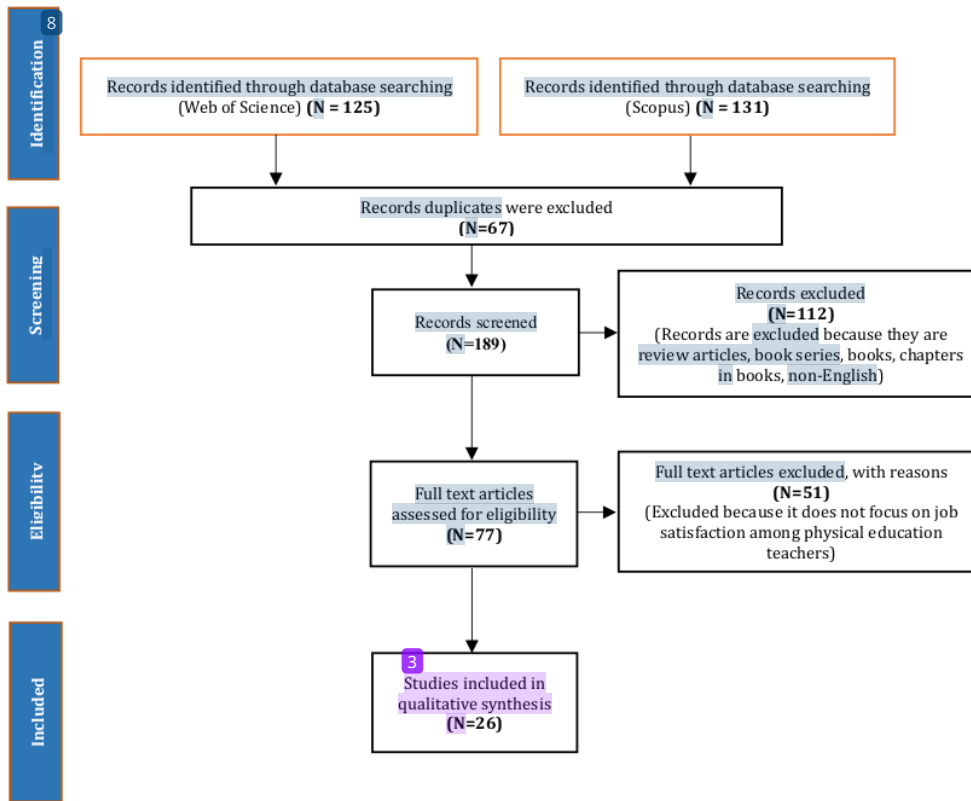 8
Identification
Records identified through database searching
(Web of Science) (N = 125)
Records identified through database searching
(Scopus) (N = 131)
Records duplicates were excluded
(N=67)
Screening
Records screened
(N=189)
Records excluded
(N=112)
(Records are excluded because they are
review articles, book series, books, chapters
in books, non-English)
Eligibility
Full text articles
assessed for eligibility
(N=77)
Full text articles excluded, with reasons
(N=51)
(Excluded because it does not focus on job
satisfaction among physical education
teachers)
Included
3
Studies included in
qualitative synthesis
(N=26)